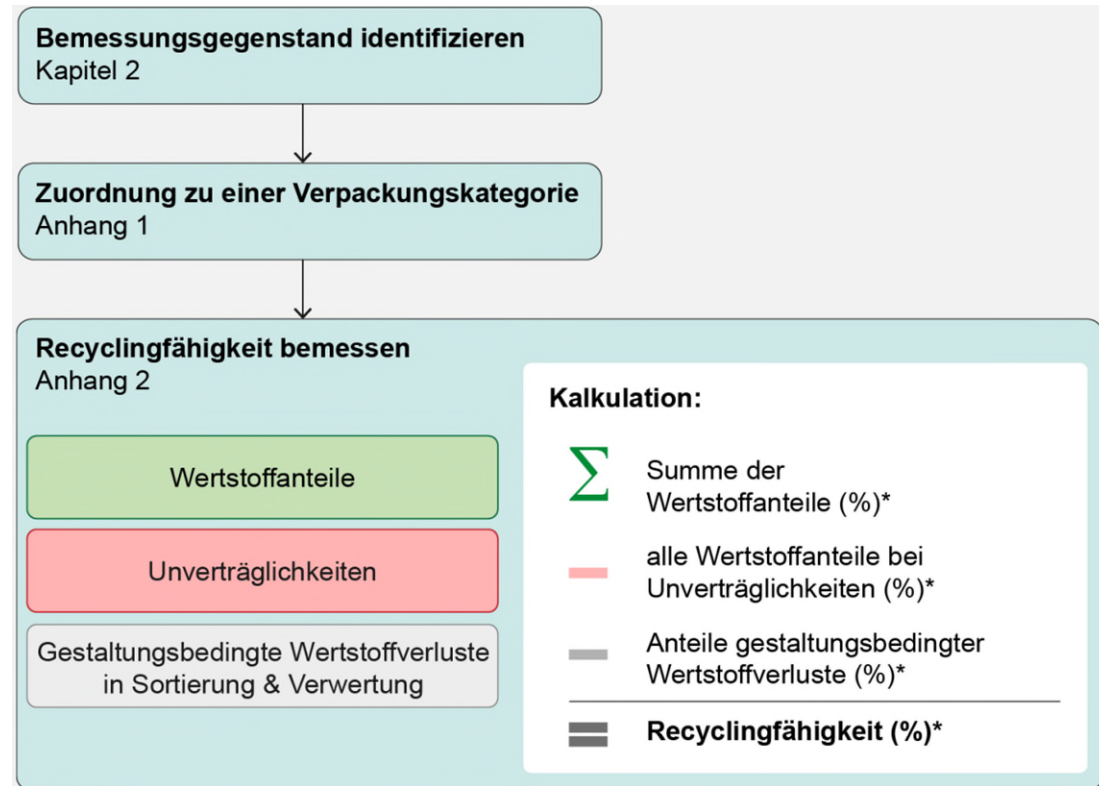 Bemessungsgegenstand identifizieren
Kapitel 2
Zuordnung zu einer Verpackungskategorie
Anhang 1
Recyclingfähigkeit bemessen
Anhang 2
Wertstoffanteile
Unverträglichkeiten
Gestaltungsbedingte Wertstoffverluste
in Sortierung & Verwertung
Kalkulation:
Σ Summe der
Wertstoffanteile (%)*
alle Wertstoffanteile bei
Unverträglichkeiten (%)*
Anteile gestaltungsbedingter
Wertstoffverluste (%)*
Recyclingfähigkeit (%)*